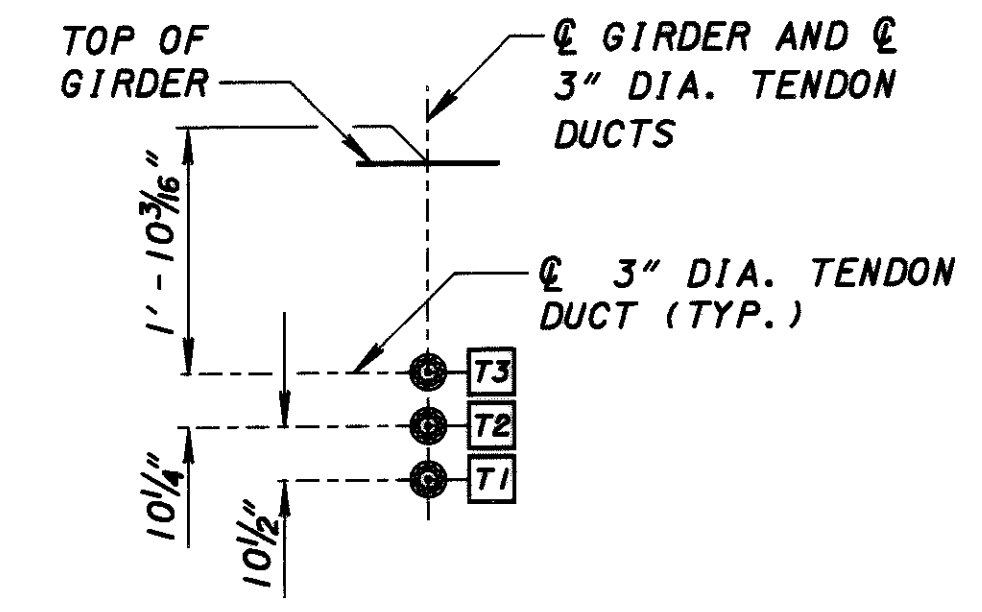 TOP OF
GIRDER
℄ GIRDER AND ℄
3" DIA. TENDON
DUCTS
1' - 10 3/16"
℄ 3" DIA. TENDON
DUCT (TYP.)
T3
T2
T1
10 1/4"
10 1/2"